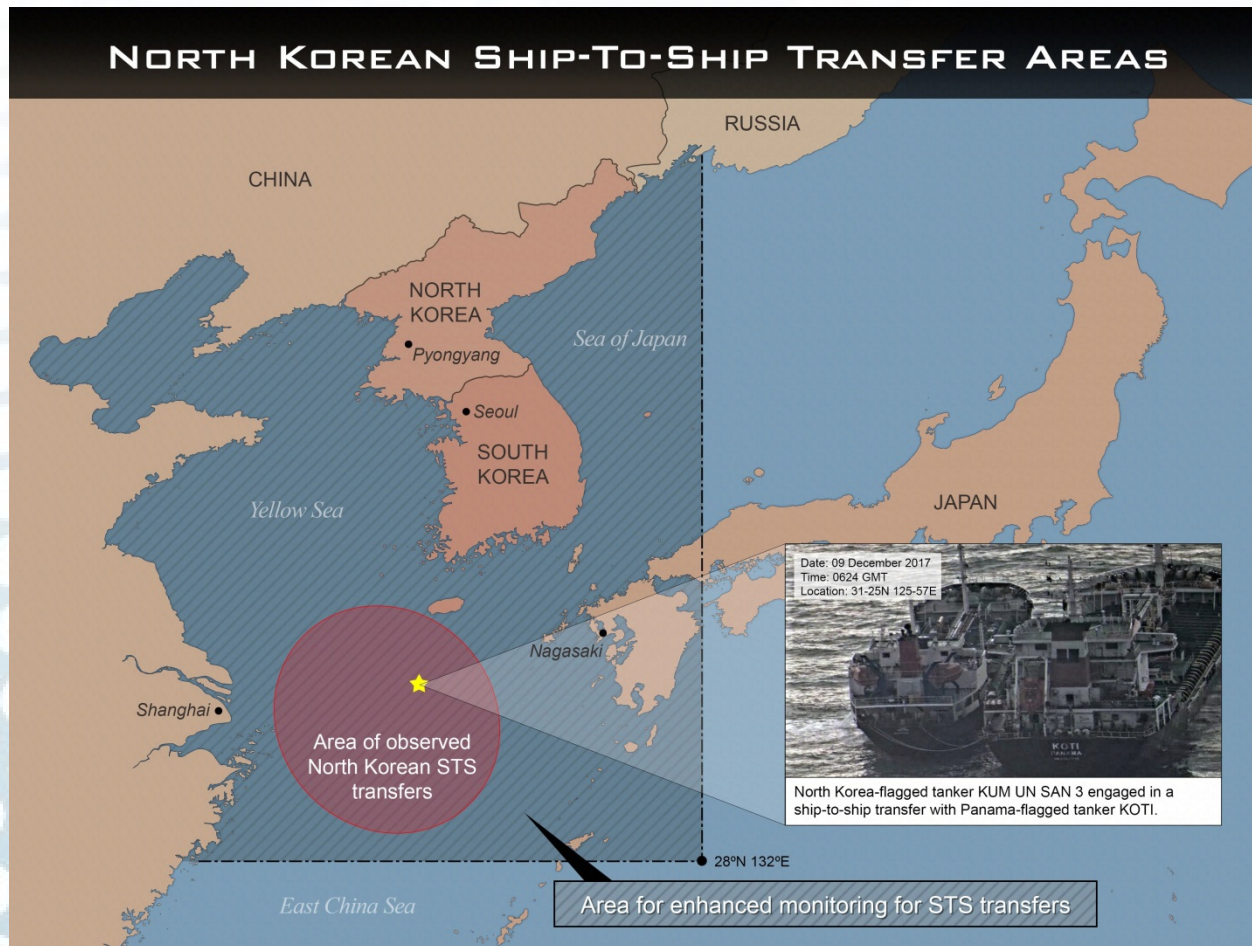 NORTH KOREAN SHIP-TO-SHIP TRANSFER AREAS
RUSSIA
CHINA
NORTH
KOREA
Sea of Japan
Pyongyang
Seoul
SOUTH
KOREA
Yellow Sea
JAPAN
Date: 09 December 2017
Time: 0624 GMT
Location: 31-25N 125-57E
Nagasaki
Shanghai
Area of observed
North Korean STS
transfers
KOTI
PANAMA
North Korea-flagged tanker KUM UN SAN 3 engaged in a
ship-to-ship transfer with Panama-flagged tanker KOTI.
28ºN 132ºE
East China Sea
Area for enhanced monitoring for STS transfers